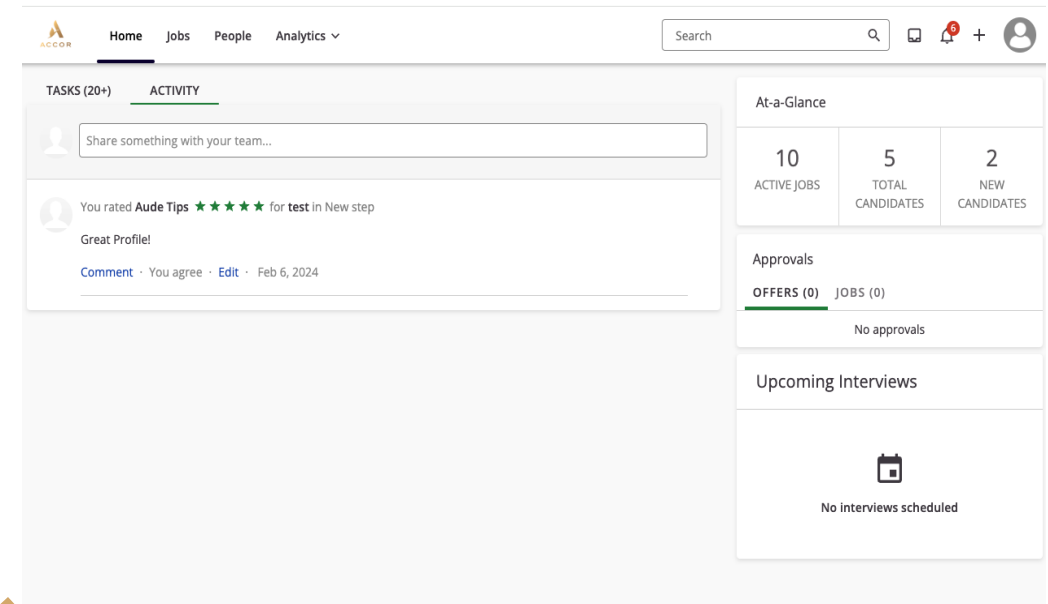 ACCOR
Home Jobs People Analytics
Search
6
TASKS (20+) ACTIVITY
Share something with your team...
You rated Aude Tips ★ ★ ★ ★ ★ for test in New step
Great Profile!
Comment · You agree · Edit · Feb 6, 2024
At-a-Glance
10 5 2
ACTIVE JOBS TOTAL NEW
CANDIDATES CANDIDATES
Approvals
OFFERS (0) JOBS (0)
No approvals
Upcoming Interviews
No interviews scheduled